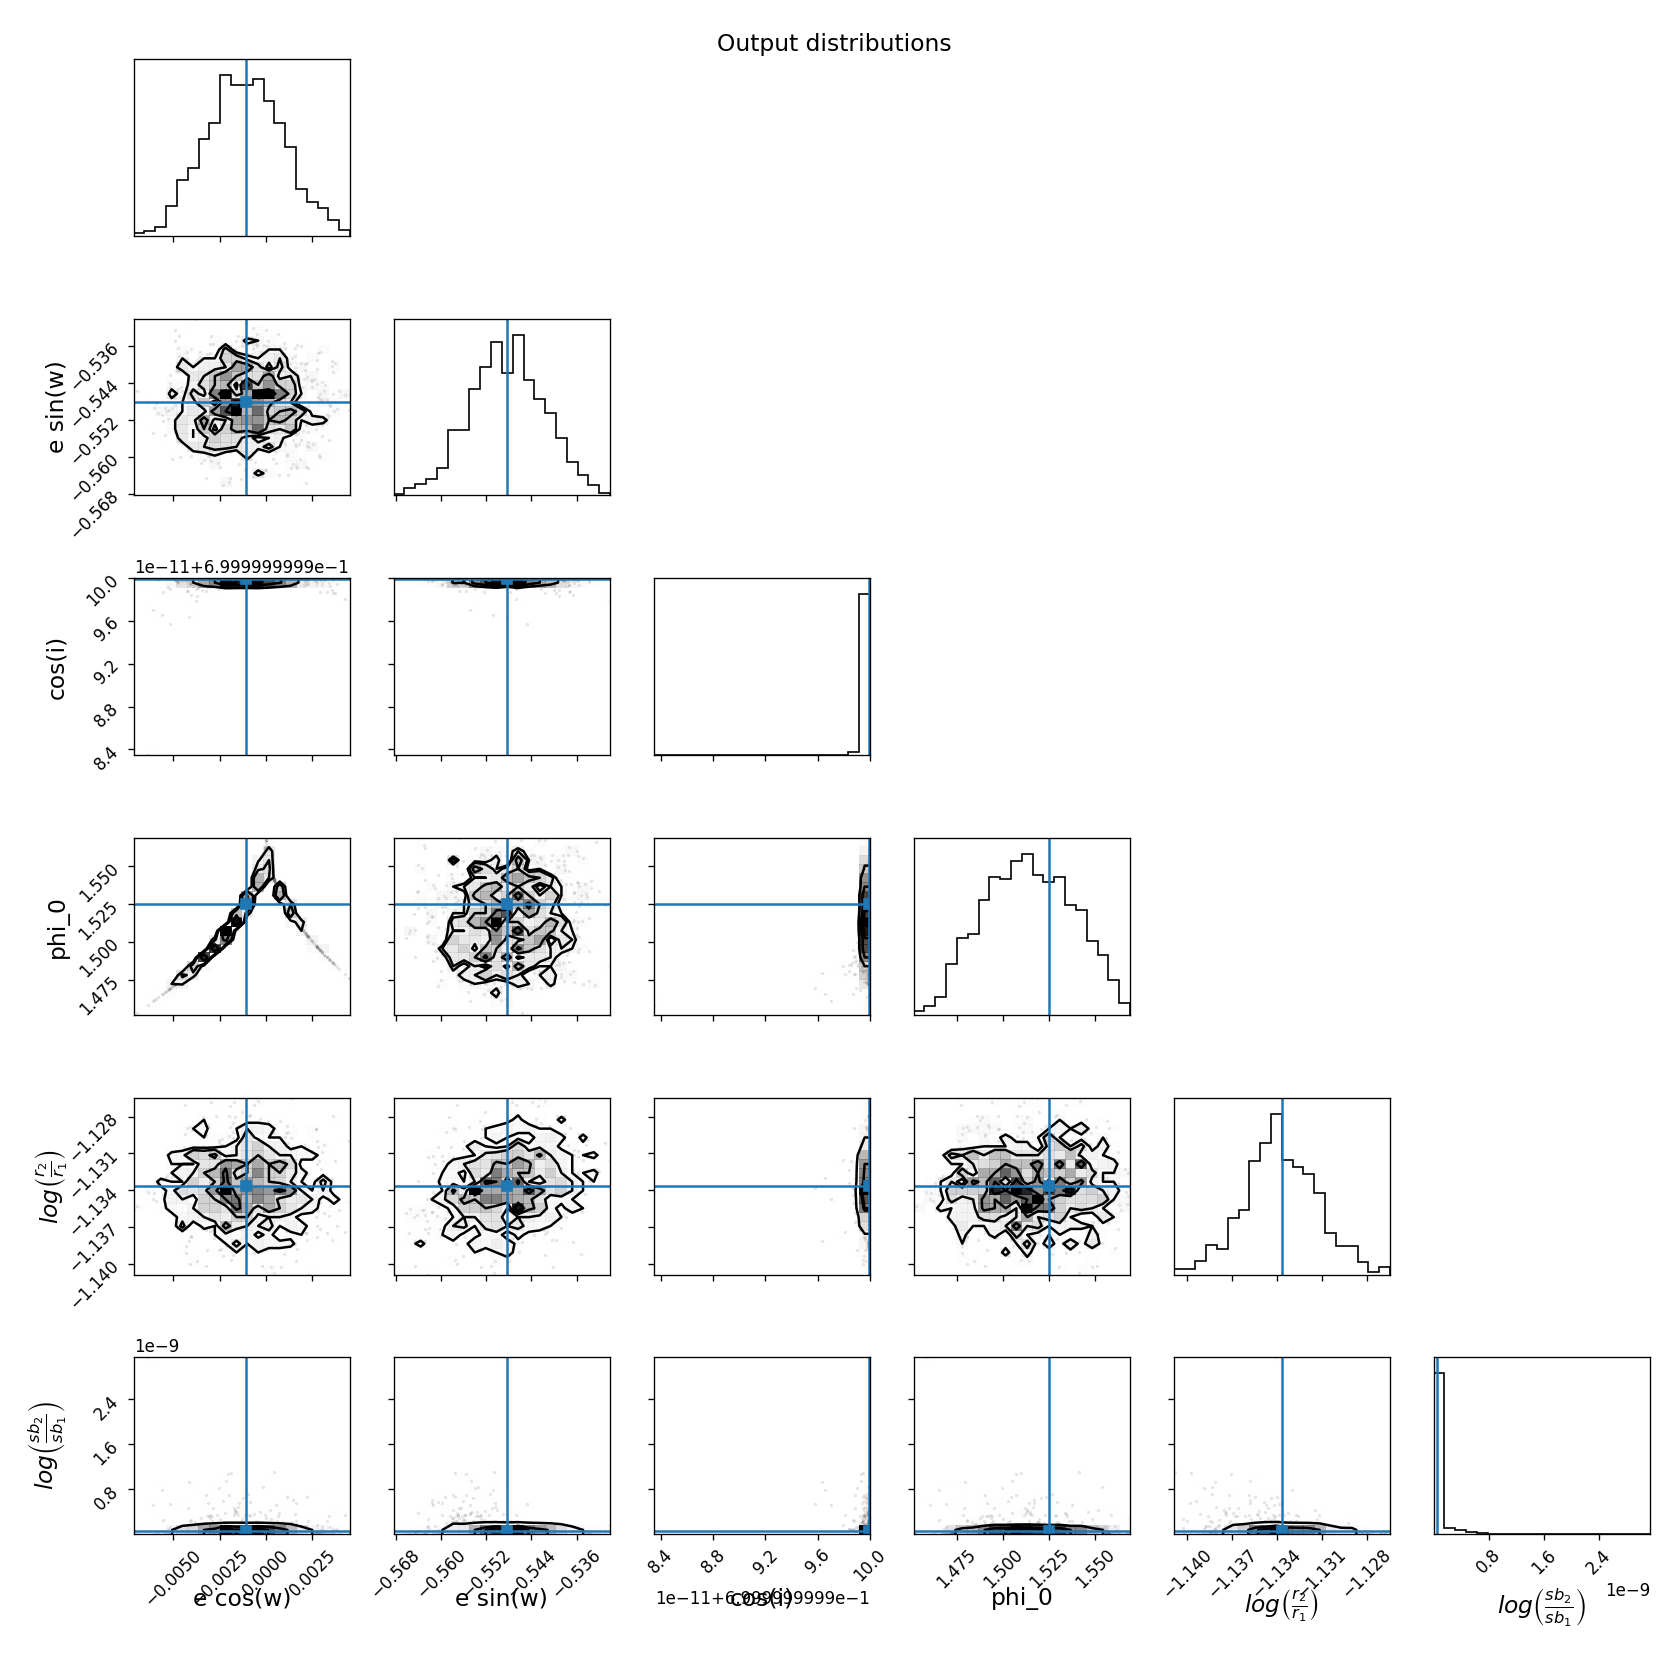 Output distributions
e sin(w)
−0.536
−0.544
−0.552
−0.560
−0.568
1e−11+6.999999999e−1
cos(i)
10.0
9.6
9.2
8.8
8.4
phi_0
1.550
1.525
1.500
1.475
log(r₂/r₁)
−1.128
−1.131
−1.134
−1.137
−1.140
1e−9
log(sb₂/sb₁)
2.4
1.6
0.8
−0.0050 −0.0025 0.0000 0.0025
e cos(w)
−0.568 −0.560 −0.552 −0.544 −0.536
e sin(w)
8.4 8.8 9.2 9.6 10.0
1e−11+6.999999999e−1
cos(i)
1.475 1.500 1.525 1.550
phi_0
−1.140 −1.137 −1.134 −1.131 −1.128
log(r₂/r₁)
0.8 1.6 2.4
1e−9
log(sb₂/sb₁)